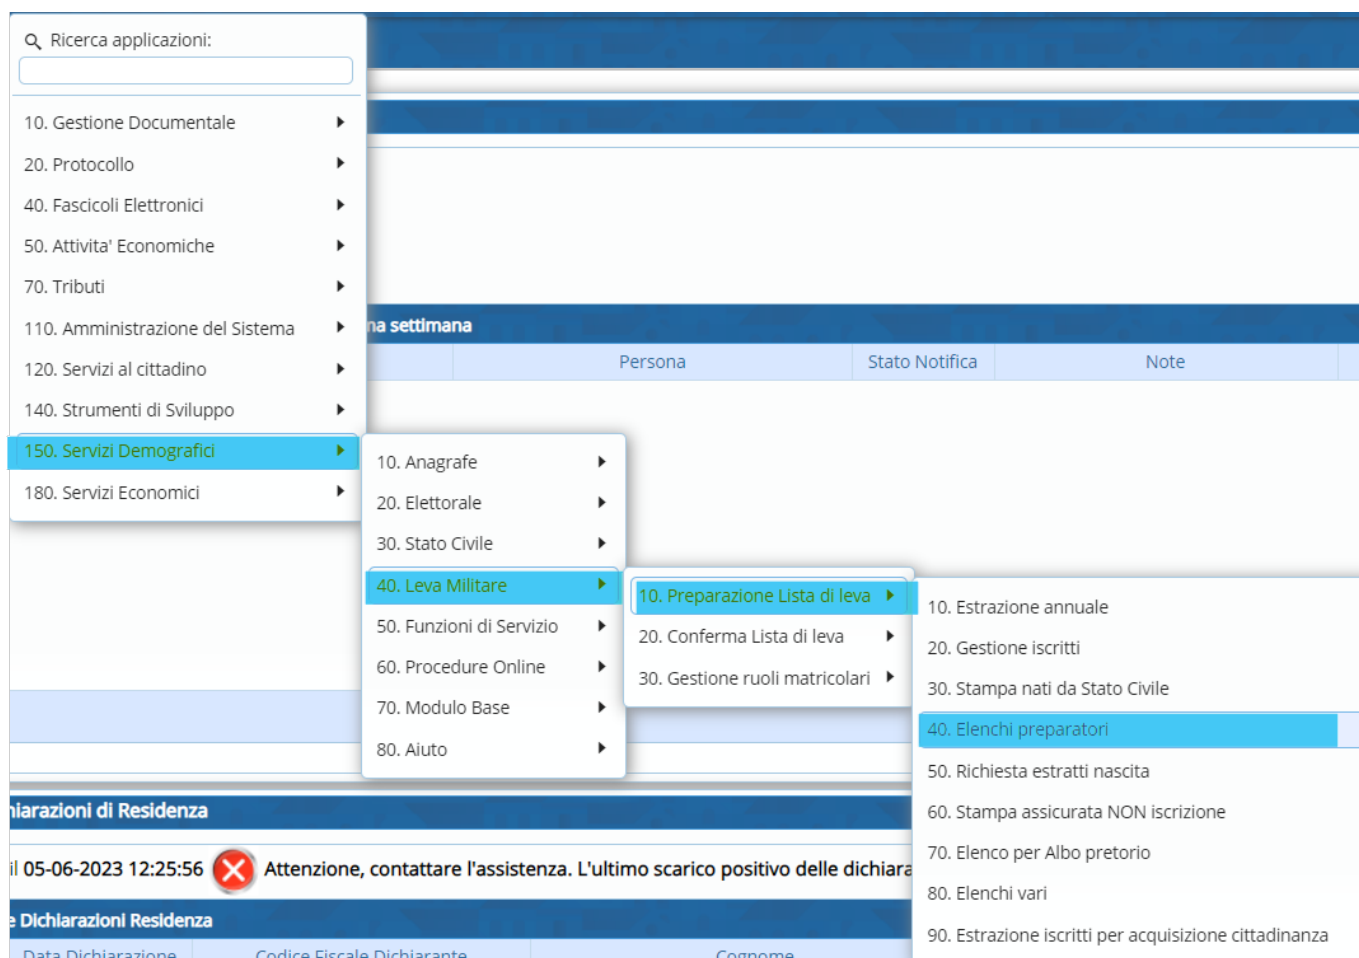 Ricerca applicazioni:
10. Gestione Documentale
20. Protocollo
40. Fascicoli Elettronici
50. Attivita' Economiche
70. Tributi
110. Amministrazione del Sistema
120. Servizi al cittadino
140. Strumenti di Sviluppo
150. Servizi Demografici
180. Servizi Economici
10. Anagrafe
20. Elettorale
30. Stato Civile
40. Leva Militare
50. Funzioni di Servizio
60. Procedure Online
70. Modulo Base
80. Aiuto
10. Preparazione Lista di leva
20. Conferma Lista di leva
30. Gestione ruoli matricolari
10. Estrazione annuale
20. Gestione iscritti
30. Stampa nati da Stato Civile
40. Elenchi preparatori
50. Richiesta estratti nascita
60. Stampa assicurata NON iscrizione
70. Elenco per Albo pretorio
80. Elenchi vari
90. Estrazione iscritti per acquisizione cittadinanza
na settimana
Persona Stato Notifica Note
hiarazioni di Residenza
il 05-06-2023 12:25:56 Attenzione, contattare l'assistenza. L'ultimo scarico positivo delle dichiara
e Dichiarazioni Residenza
Data Dichiarazione Codice Fiscale Dichiarante Cognome